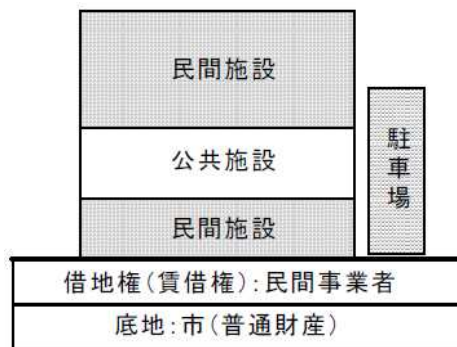 民間施設
公共施設
民間施設
駐車場
借地権(賃借権):民間事業者
底地:市(普通財産)